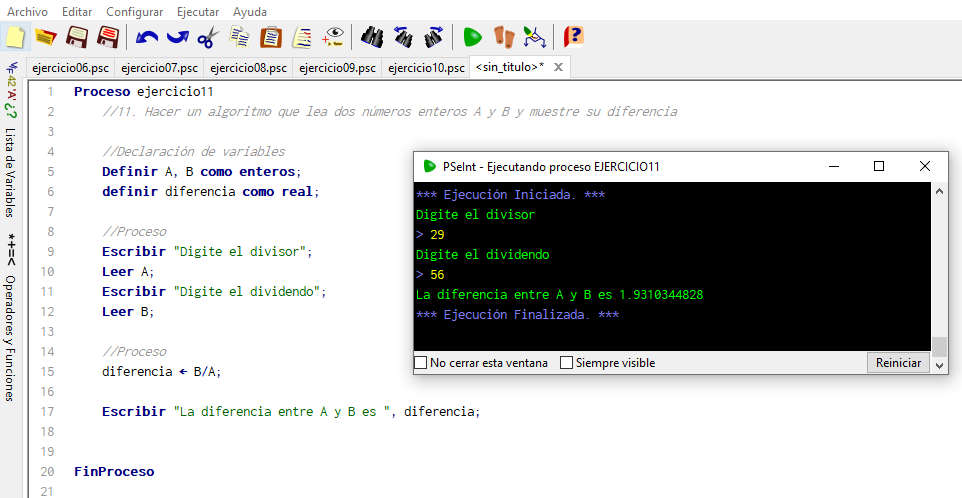 Archivo Editar Configurar Ejecutar Ayuda
ejercicio06.psc ejercicio07.psc ejercicio08.psc ejercicio09.psc ejercicio10.psc <sin_titulo>*
42 'A' ¿? Lista de Variables
*+=< Operadores y Funciones
1 Proceso ejercicio11
2 //11. Hacer un algoritmo que lea dos números enteros A y B y muestre su diferencia
3
4 //Declaración de variables
5 Definir A, B como enteros;
6 definir diferencia como real;
7
8 //Proceso
9 Escribir "Digite el divisor";
10 Leer A;
11 Escribir "Digite el dividendo";
12 Leer B;
13
14 //Proceso
15 diferencia ← B/A;
16
17 Escribir "La diferencia entre A y B es ", diferencia;
18
19
20 FinProceso
21
PSeInt - Ejecutando proceso EJERCICIO11
*** Ejecución Iniciada. ***
Digite el divisor
> 29
Digite el dividendo
> 56
La diferencia entre A y B es 1.9310344828
*** Ejecución Finalizada. ***
No cerrar esta ventana Siempre visible Reiniciar